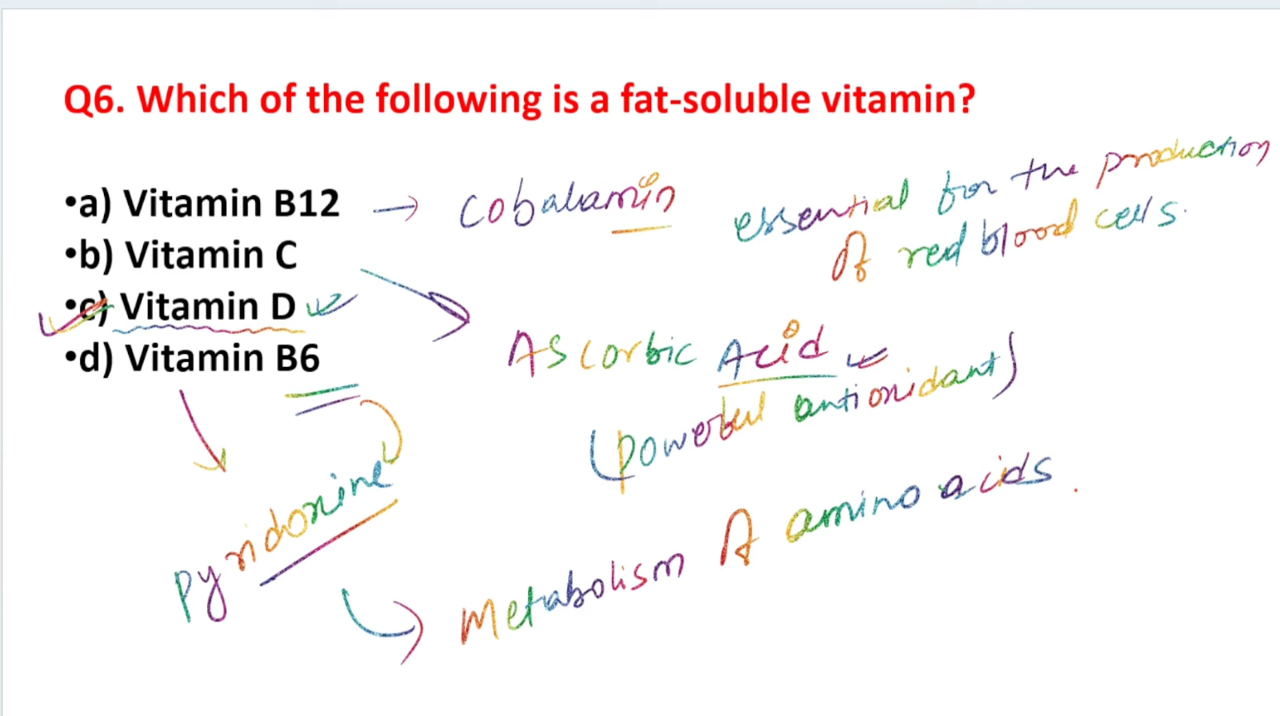 Q6. Which of the following is a fat-soluble vitamin?
•a) Vitamin B12 → Cobalamin
essential for the production
of red blood cells.
•b) Vitamin C
•c) Vitamin D
•d) Vitamin B6
Ascorbic Acid
(powerful antioxidant)
Pyridoxine
Metabolism of amino acids.